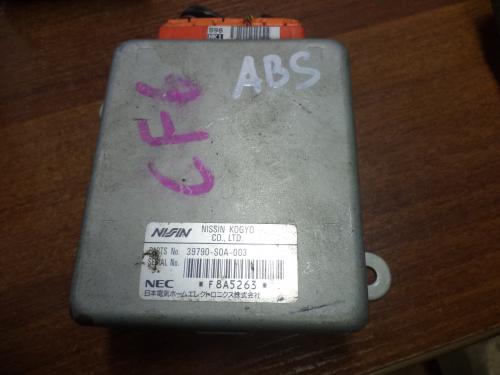 898
ABS
CF6
NISSIN NISSIN KOGYO
CO., LTD.
PARTS No. 39790-S0A-003
SERIAL No.
NEC * F8A5263 *
日本電気ホームエレクトロニクス株式会社